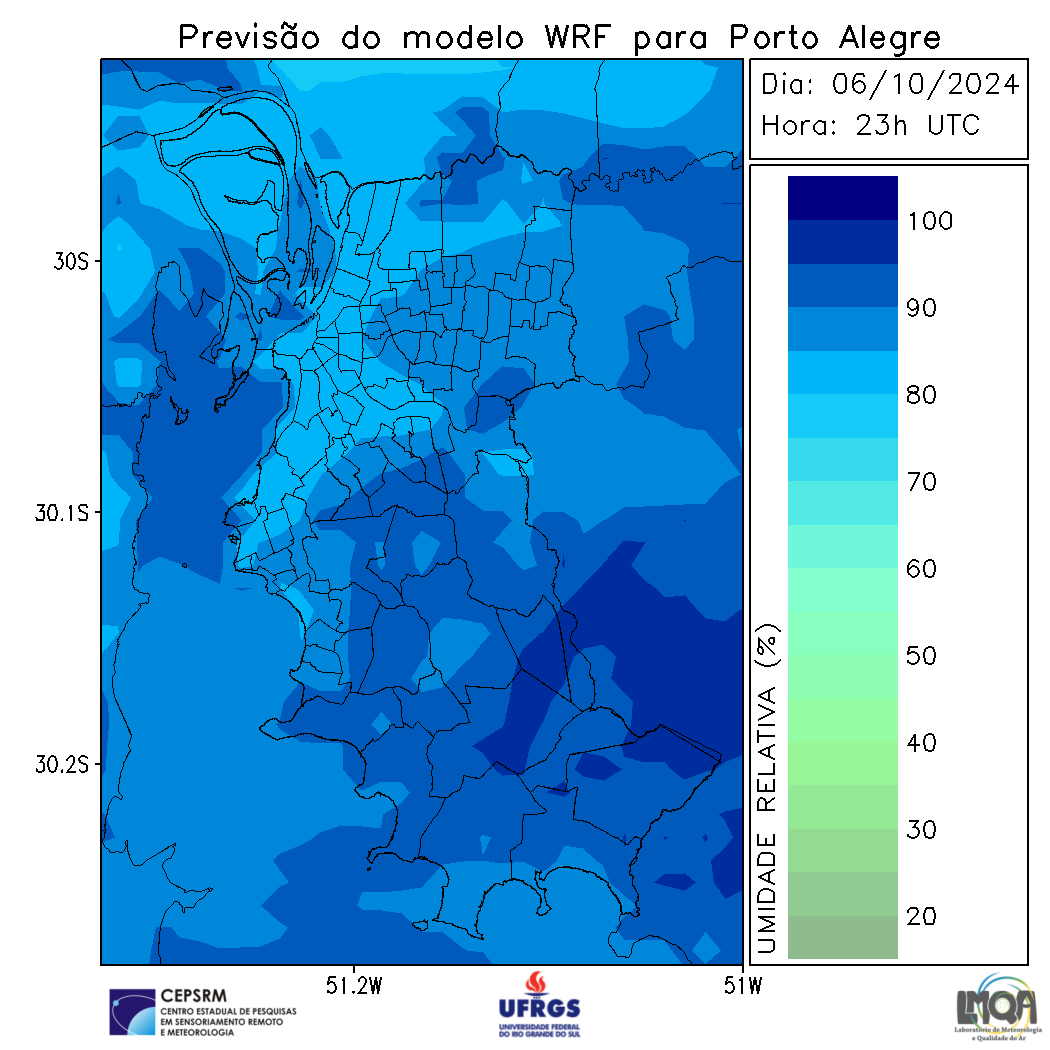 Previsão do modelo WRF para Porto Alegre
Dia: 06/10/2024
Hora: 23h UTC
30S
30.1S
30.2S
51.2W
51W
UMIDADE RELATIVA (%)
100
90
80
70
60
50
40
30
20
CEPSRM
CENTRO ESTADUAL DE PESQUISAS
EM SENSORIAMENTO REMOTO
E METEOROLOGIA
UFRGS
UNIVERSIDADE FEDERAL
DO RIO GRANDE DO SUL
LMQA
Laboratório de Meteorologia
e Qualidade do Ar